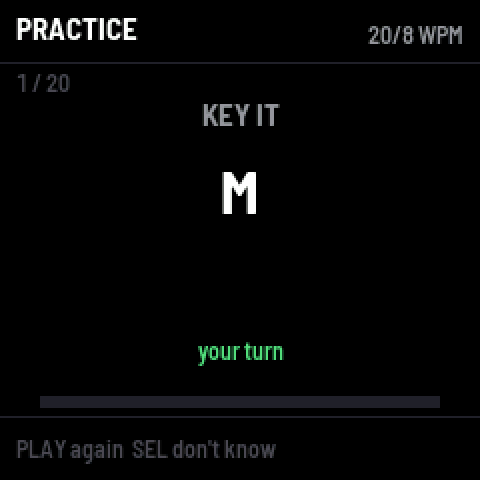 PRACTICE
20/8 WPM
1 / 20
KEY IT
M
your turn
PLAY again SEL don't know